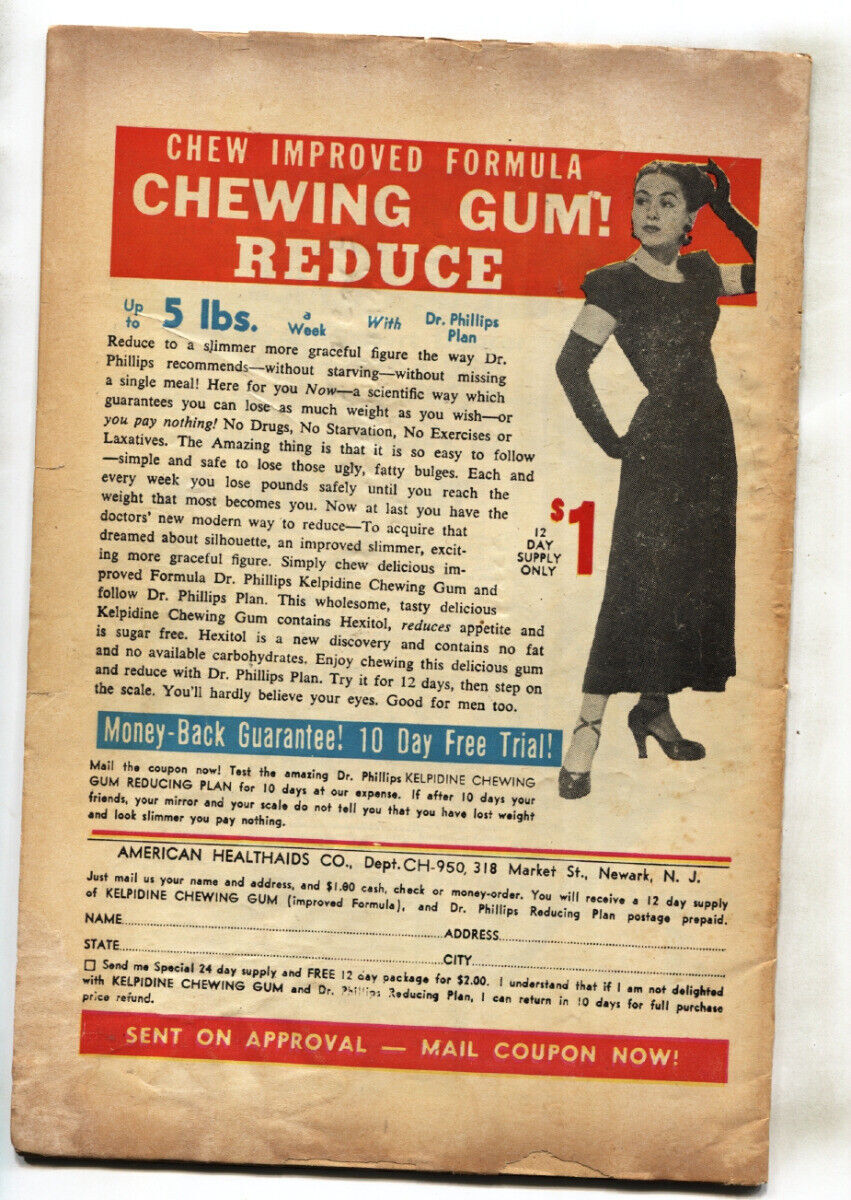 CHEW IMPROVED FORMULA
CHEWING GUM!
REDUCE
Up to 5 lbs. a Week With Dr. Phillips Plan
Reduce to a slimmer more graceful figure the way Dr.
Phillips recommends—without starving—without missing
a single meal! Here for you Now—a scientific way which
guarantees you can lose as much weight as you wish—or
you pay nothing! No Drugs, No Starvation, No Exercises or
Laxatives. The Amazing thing is that it is so easy to follow
—simple and safe to lose those ugly, fatty bulges. Each and
every week you lose pounds safely until you reach the
weight that most becomes you. Now at last you have the
doctors' new modern way to reduce—To acquire that
dreamed about silhouette, an improved slimmer, excit-
ing more graceful figure. Simply chew delicious im-
proved Formula Dr. Phillips Kelpidine Chewing Gum and
follow Dr. Phillips Plan. This wholesome, tasty delicious
Kelpidine Chewing Gum contains Hexitol, reduces appetite and
is sugar free. Hexitol is a new discovery and contains no fat
and no available carbohydrates. Enjoy chewing this delicious gum
and reduce with Dr. Phillips Plan. Try it for 12 days, then step on
the scale. You'll hardly believe your eyes. Good for men too.
$1
12
DAY
SUPPLY
ONLY
Money-Back Guarantee! 10 Day Free Trial!
Mail the coupon now! Test the amazing Dr. Phillips KELPIDINE CHEWING
GUM REDUCING PLAN for 10 days at our expense. If after 10 days your
friends, your mirror and your scale do not tell you that you have lost weight
and look slimmer you pay nothing.
AMERICAN HEALTHAIDS CO., Dept. CH-950, 318 Market St., Newark, N. J.
Just mail us your name and address, and $1.00 cash, check or money-order. You will receive a 12 day supply
of KELPIDINE CHEWING GUM (improved Formula), and Dr. Phillips Reducing Plan postage prepaid.
NAME ADDRESS
STATE CITY
☐ Send me Special 24 day supply and FREE 12 day package for $2.00. I understand that if I am not delighted
with KELPIDINE CHEWING GUM and Dr. Phillips Reducing Plan, I can return in 10 days for full purchase
price refund.
SENT ON APPROVAL — MAIL COUPON NOW!